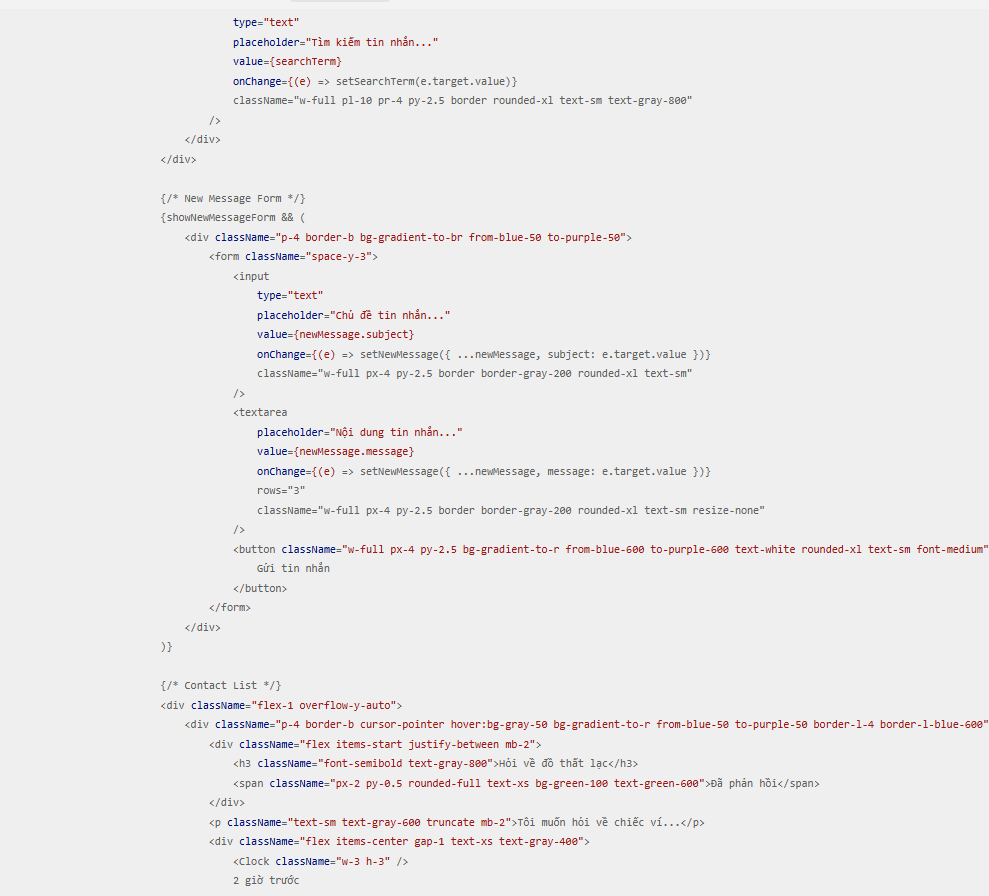 type="text"
placeholder="Tìm kiếm tin nhắn..."
value={searchTerm}
onChange={(e) => setSearchTerm(e.target.value)}
className="w-full pl-10 pr-4 py-2.5 border rounded-xl text-sm text-gray-800"
/>
</div>
</div>
{/* New Message Form */}
{showNewMessageForm && (
<div className="p-4 border-b bg-gradient-to-br from-blue-50 to-purple-50">
<form className="space-y-3">
<input
type="text"
placeholder="Chủ đề tin nhắn..."
value={newMessage.subject}
onChange={(e) => setNewMessage({ ...newMessage, subject: e.target.value })}
className="w-full px-4 py-2.5 border border-gray-200 rounded-xl text-sm"
/>
<textarea
placeholder="Nội dung tin nhắn..."
value={newMessage.message}
onChange={(e) => setNewMessage({ ...newMessage, message: e.target.value })}
rows="3"
className="w-full px-4 py-2.5 border border-gray-200 rounded-xl text-sm resize-none"
/>
<button className="w-full px-4 py-2.5 bg-gradient-to-r from-blue-600 to-purple-600 text-white rounded-xl text-sm font-medium"
Gửi tin nhắn
</button>
</form>
</div>
)}
{/* Contact List */}
<div className="flex-1 overflow-y-auto">
<div className="p-4 border-b cursor-pointer hover:bg-gray-50 bg-gradient-to-r from-blue-50 to-purple-50 border-l-4 border-l-blue-600"
<div className="flex items-start justify-between mb-2">
<h3 className="font-semibold text-gray-800">Hỏi về đồ thất lạc</h3>
<span className="px-2 py-0.5 rounded-full text-xs bg-green-100 text-green-600">Đã phản hồi</span>
</div>
<p className="text-sm text-gray-600 truncate mb-2">Tôi muốn hỏi về chiếc ví...</p>
<div className="flex items-center gap-1 text-xs text-gray-400">
<Clock className="w-3 h-3" />
2 giờ trước